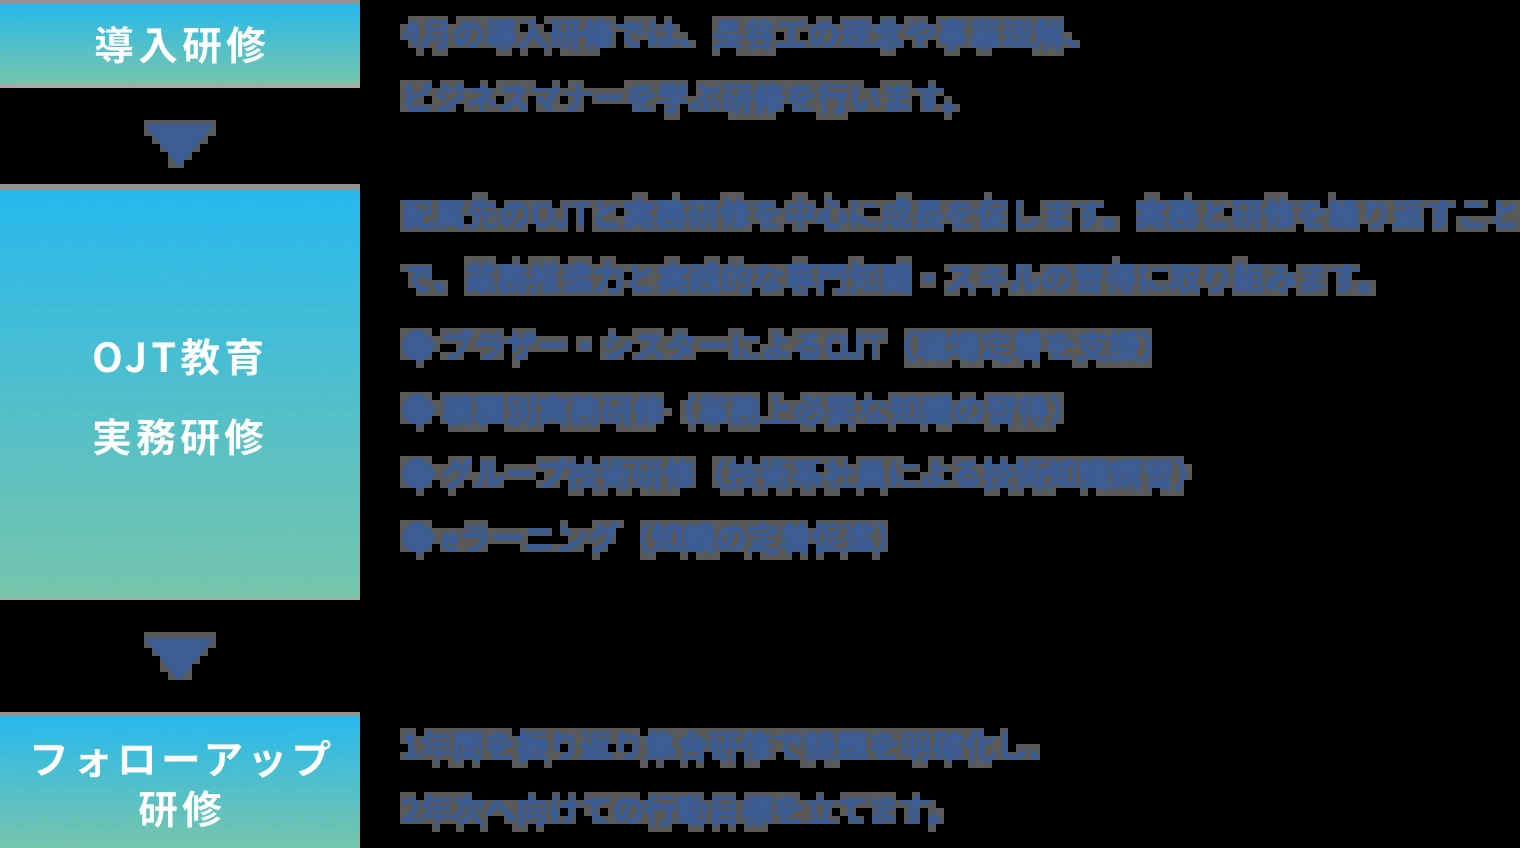 導入研修
4月の導入研修では、長谷工の理念や事業理解、
ビジネスマナーを学ぶ研修を行います。
OJT教育
実務研修
配属先のOJTと実務研修を中心に成長を促します。実務と研修を繰り返すこと
で、業務推進力と実践的な専門知識・スキルの習得に取り組みます。
●ブラザー・シスターによるOJT（職場定着を支援）
●職種別実務研修（業務上必要な知識の習得）
●グループ技術研修（技術系み員による技術知識講習）
●eラーニング（知識の定着促進）
フォローアップ
研修
1年間を振り返り集合研修で課題を明確化し、
2年次へ向けての行動目標を立てます。